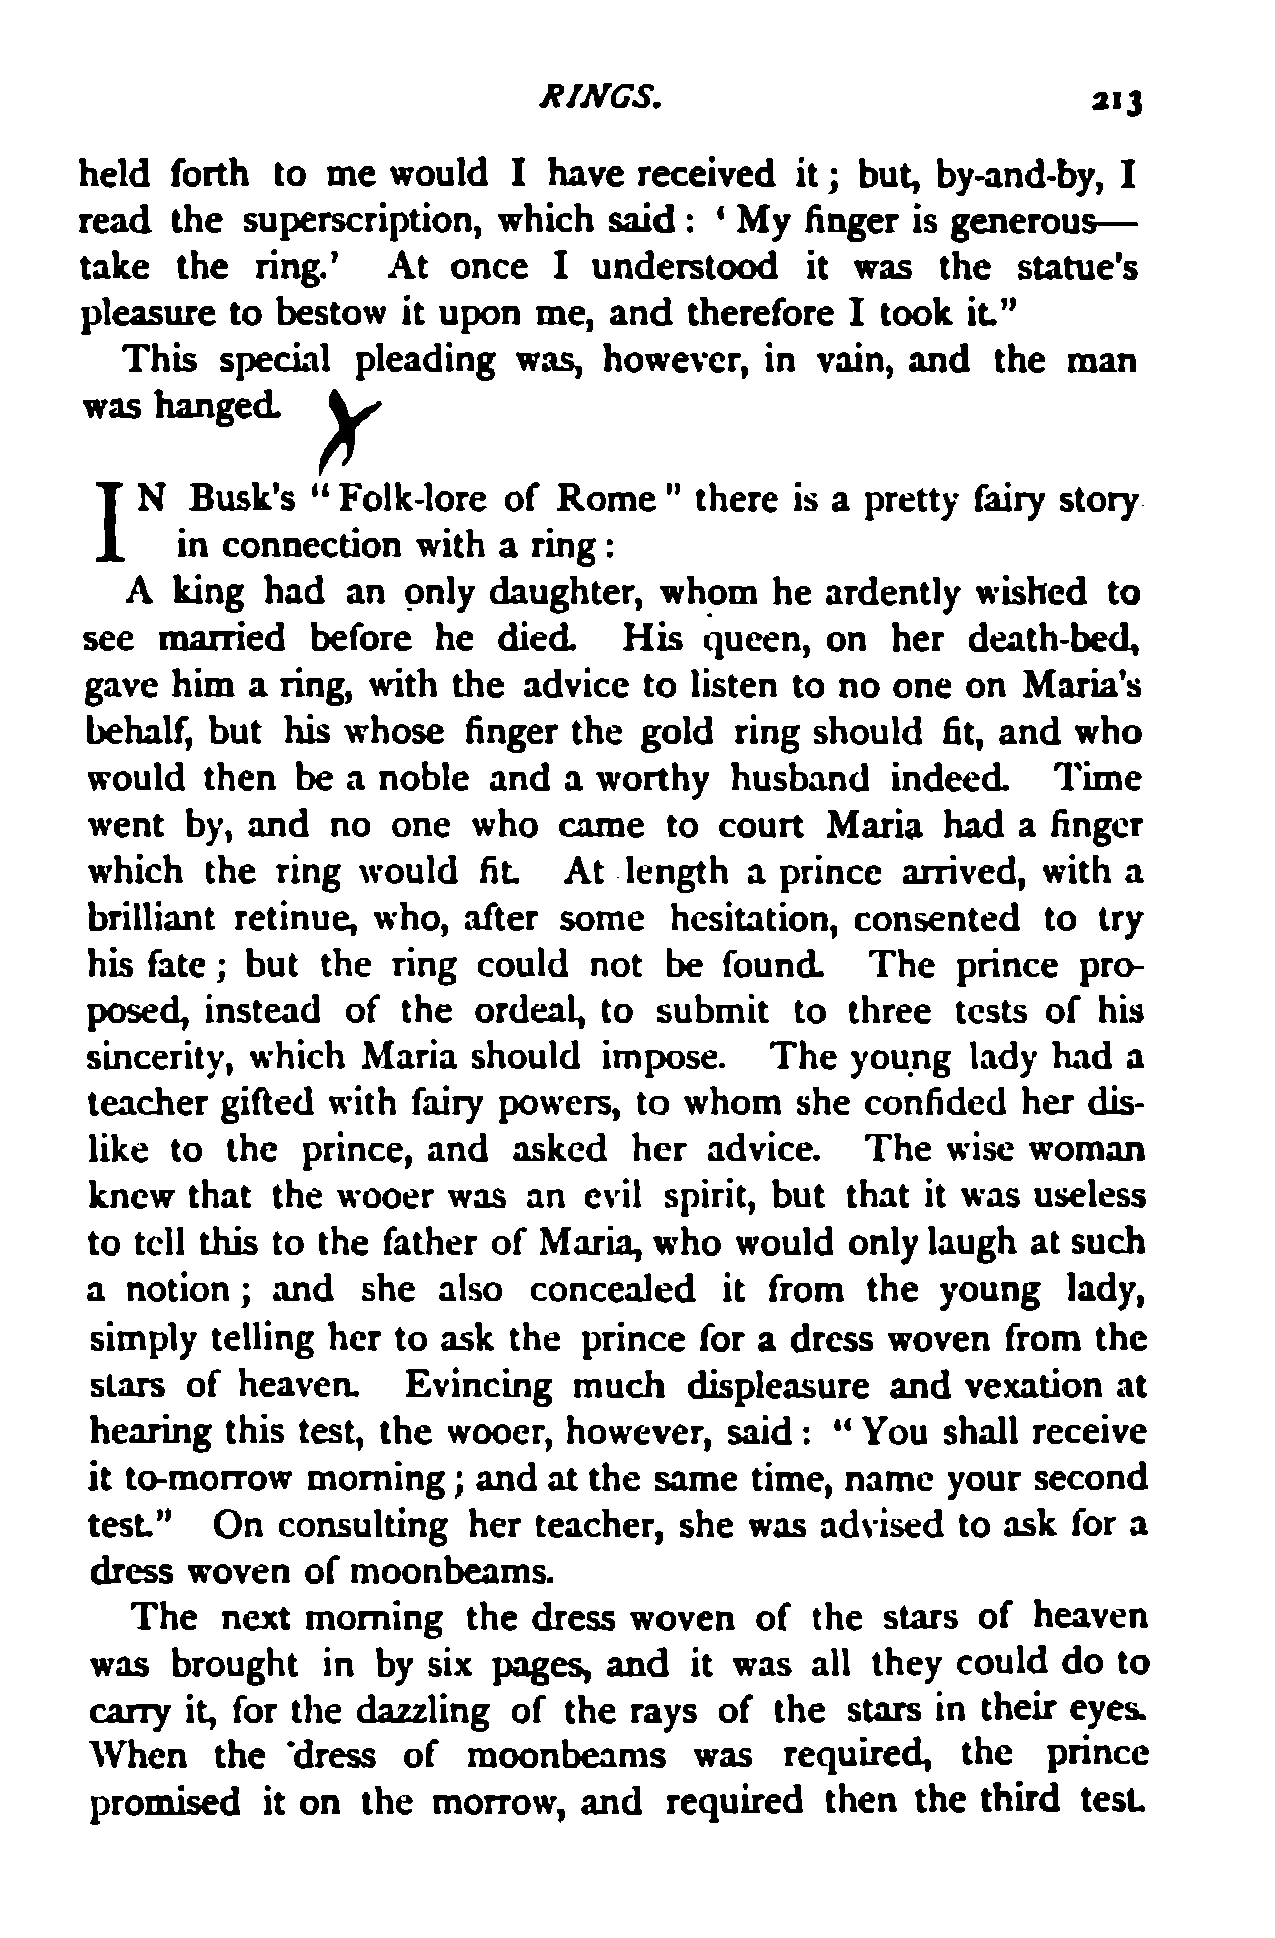 RINGS. 213
held forth to me would I have received it; but, by-and-by, I
read the superscription, which said: ‘My finger is generous—
take the ring.’ At once I understood it was the statue's
pleasure to bestow it upon me, and therefore I took it."
This special pleading was, however, in vain, and the man
was hanged.
IN Busk's "Folk-lore of Rome" there is a pretty fairy story
in connection with a ring:
A king had an only daughter, whom he ardently wished to
see married before he died. His queen, on her death-bed,
gave him a ring, with the advice to listen to no one on Maria's
behalf, but his whose finger the gold ring should fit, and who
would then be a noble and a worthy husband indeed. Time
went by, and no one who came to court Maria had a finger
which the ring would fit. At length a prince arrived, with a
brilliant retinue, who, after some hesitation, consented to try
his fate; but the ring could not be found. The prince pro-
posed, instead of the ordeal, to submit to three tests of his
sincerity, which Maria should impose. The young lady had a
teacher gifted with fairy powers, to whom she confided her dis-
like to the prince, and asked her advice. The wise woman
knew that the wooer was an evil spirit, but that it was useless
to tell this to the father of Maria, who would only laugh at such
a notion; and she also concealed it from the young lady,
simply telling her to ask the prince for a dress woven from the
stars of heaven. Evincing much displeasure and vexation at
hearing this test, the wooer, however, said: "You shall receive
it to-morrow morning; and at the same time, name your second
test." On consulting her teacher, she was advised to ask for a
dress woven of moonbeams.
The next morning the dress woven of the stars of heaven
was brought in by six pages, and it was all they could do to
carry it, for the dazzling of the rays of the stars in their eyes.
When the dress of moonbeams was required, the prince
promised it on the morrow, and required then the third test.